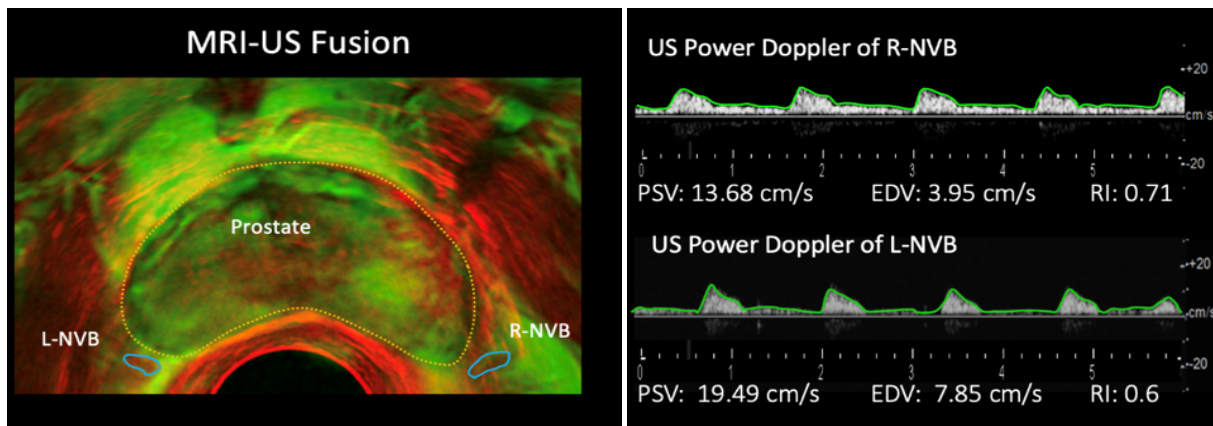 MRI-US Fusion
Prostate
L-NVB
R-NVB
US Power Doppler of R-NVB
+20
cm/s
0 1 2 3 4 5
-20
PSV: 13.68 cm/s EDV: 3.95 cm/s RI: 0.71
US Power Doppler of L-NVB
+20
cm/s
0 1 2 3 4 5
-20
PSV: 19.49 cm/s EDV: 7.85 cm/s RI: 0.6